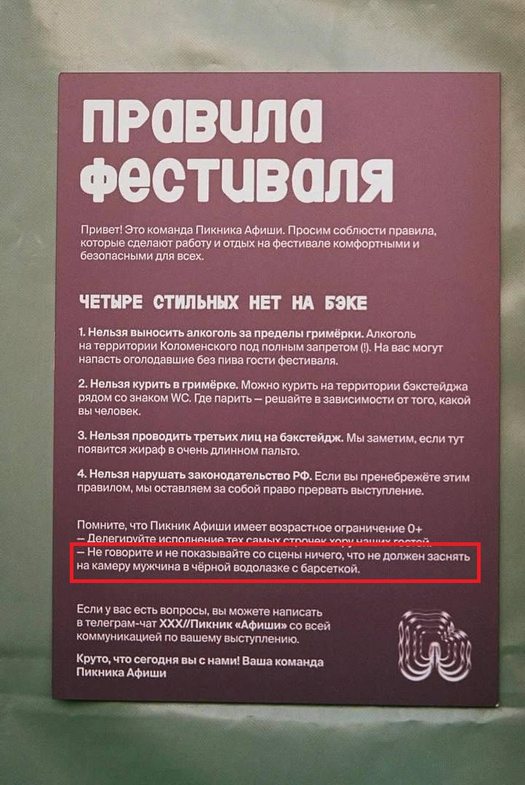 правила
фестиваля
Привет! Это команда Пикника Афиши. Просим соблюсти правила,
которые сделают работу и отдых на фестивале комфортными и
безопасными для всех.
четыре стильных нет на бэке
1. Нельзя выносить алкоголь за пределы гримёрки. Алкоголь
на территории Коломенского под полным запретом (!). На вас могут
напасть оголодавшие без пива гости фестиваля.
2. Нельзя курить в гримёрке. Можно курить на территории бэкстейджа
рядом со знаком WC. Где парить — решайте в зависимости от того, какой
вы человек.
3. Нельзя проводить третьих лиц на бэкстейдж. Мы заметим, если тут
появится жираф в очень длинном пальто.
4. Нельзя нарушать законодательство РФ. Если вы пренебрежёте этим
правилом, мы оставляем за собой право прервать выступление.
Помните, что Пикник Афиши имеет возрастное ограничение 0+
— Делегируйте исполнение тех самых строчек хору наших гостей.
— Не говорите и не показывайте со сцены ничего, что не должен заснять
на камеру мужчина в чёрной водолазке с барсеткой.
Если у вас есть вопросы, вы можете написать
в телеграм-чат XXX//Пикник «Афиши» со всей
коммуникацией по вашему выступлению.
Круто, что сегодня вы с нами! Ваша команда
Пикника Афиши